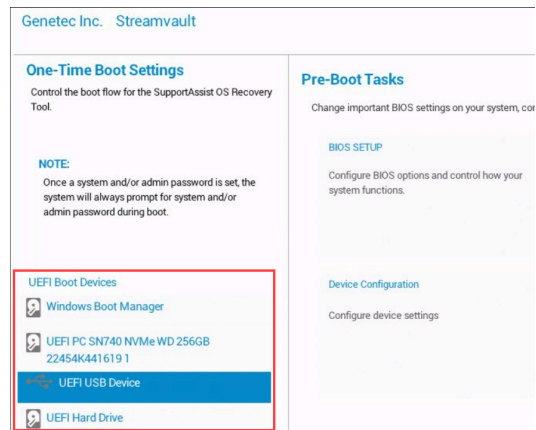 Genetec Inc. Streamvault
One-Time Boot Settings
Control the boot flow for the SupportAssist OS Recovery
Tool.
NOTE:
Once a system and/or admin password is set, the
system will always prompt for system and/or
admin password during boot.
UEFI Boot Devices
Windows Boot Manager
UEFI PC SN740 NVMe WD 256GB
22454K441619 1
UEFI USB Device
UEFI Hard Drive
Pre-Boot Tasks
Change important BIOS settings on your system, cor
BIOS SETUP
Configure BIOS options and control how your
system functions.
Device Configuration
Configure device settings